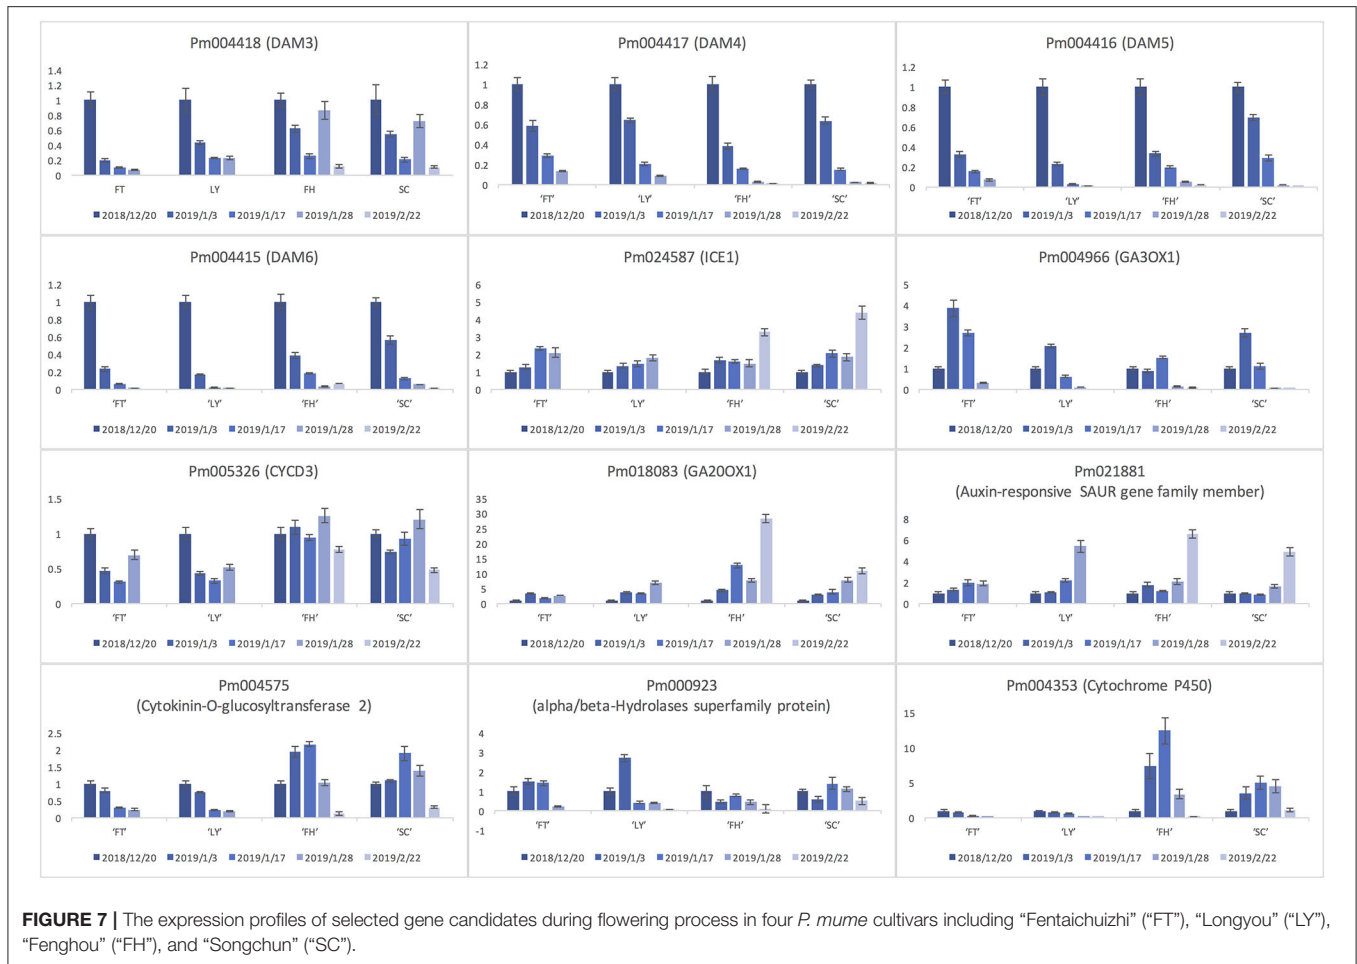 Pm004418 (DAM3)
1.4
1.2
1
0.8
0.6
0.4
0.2
0
FT LY FH SC
2018/12/20 2019/1/3 2019/1/17 2019/1/28 2019/2/22
Pm004417 (DAM4)
1.2
1
0.8
0.6
0.4
0.2
0
'FT' 'LY' 'FH' 'SC'
2018/12/20 2019/1/3 2019/1/17 2019/1/28 2019/2/22
Pm004416 (DAM5)
1.2
1
0.8
0.6
0.4
0.2
0
'FT' 'LY' 'FH' 'SC'
2018/12/20 2019/1/3 2019/1/17 2019/1/28 2019/2/22
Pm004415 (DAM6)
1.2
1
0.8
0.6
0.4
0.2
0
'FT' 'LY' 'FH' 'SC'
2018/12/20 2019/1/3 2019/1/17 2019/1/28 2019/2/22
Pm024587 (ICE1)
6
5
4
3
2
1
0
'FT' 'LY' 'FH' 'SC'
2018/12/20 2019/1/3 2019/1/17 2019/1/28 2019/2/22
Pm004966 (GA3OX1)
5
4
3
2
1
0
'FT' 'LY' 'FH' 'SC'
2018/12/20 2019/1/3 2019/1/17 2019/1/28 2019/2/22
Pm005326 (CYCD3)
1.5
1
0.5
0
'FT' 'LY' 'FH' 'SC'
2018/12/20 2019/1/3 2019/1/17 2019/1/28 2019/2/22
Pm018083 (GA20OX1)
35
30
25
20
15
10
5
0
'FT' 'LY' 'FH' 'SC'
2018/12/20 2019/1/3 2019/1/17 2019/1/28 2019/2/22
Pm021881
(Auxin-responsive SAUR gene family member)
8
6
4
2
0
'FT' 'LY' 'FH' 'SC'
2018/12/20 2019/1/3 2019/1/17 2019/1/28 2019/2/22
Pm004575
(Cytokinin-O-glucosyltransferase 2)
2.5
2
1.5
1
0.5
0
'FT' 'LY' 'FH' 'SC'
2018/12/20 2019/1/3 2019/1/17 2019/1/28 2019/2/22
Pm000923
(alpha/beta-Hydrolases superfamily protein)
4
3
2
1
0
-1
'FT' 'LY' 'FH' 'SC'
2018/12/20 2019/1/3 2019/1/17 2019/1/28 2019/2/22
Pm004353 (Cytochrome P450)
15
10
5
0
'FT' 'LY' 'FH' 'SC'
2018/12/20 2019/1/3 2019/1/17 2019/1/28 2019/2/22
FIGURE 7 | The expression profiles of selected gene candidates during flowering process in four P. mume cultivars including “Fentaichuizhi” (“FT”), “Longyou” (“LY”),
“Fenghou” (“FH”), and “Songchun” (“SC”).